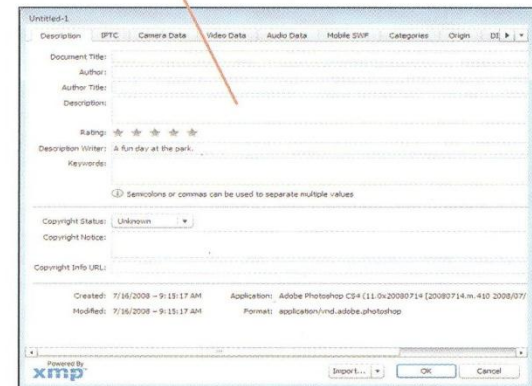 Untitled-1
Description IPTC Camera Data Video Data Audio Data Mobile SWF Categories Origin DI
Document Title:
Author:
Author Title:
Description:
Rating:
Description Writer: A fun day at the park.
Keywords:
Semicolons or commas can be used to separate multiple values
Copyright Status: Unknown
Copyright Notice:
Copyright Info URL:
Created: 7/16/2008 – 9:15:17 AM Application: Adobe Photoshop CS4 (11.0x20080714 [20080714.m.410 2008/07/
Modified: 7/16/2008 – 9:15:17 AM Format: application/vnd.adobe.photoshop
Powered By
xmp
Import... OK Cancel